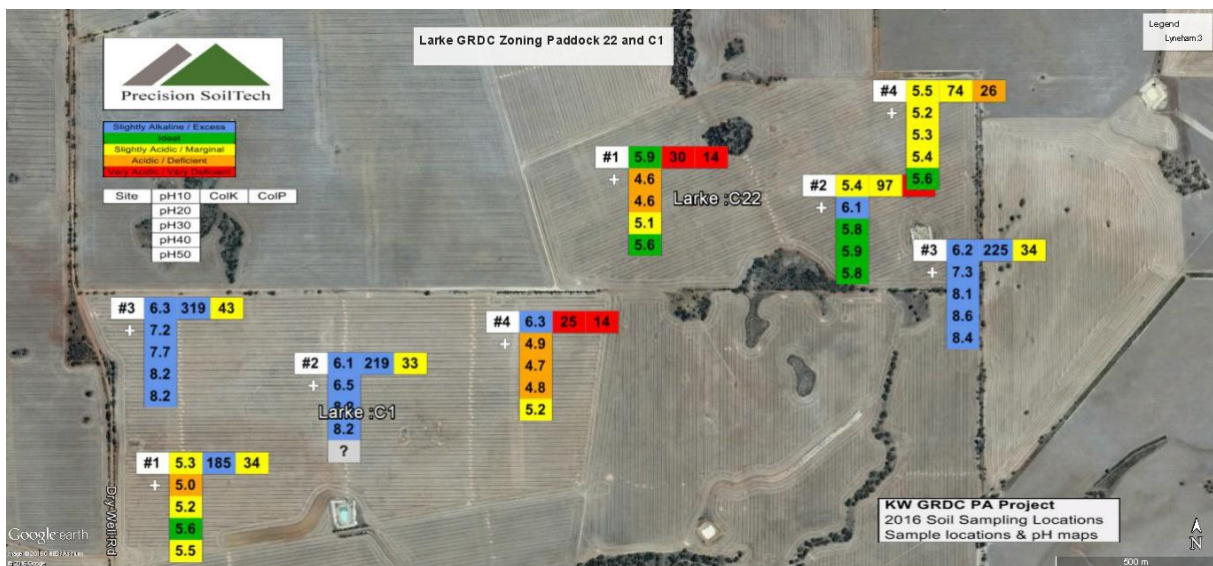 Larke GRDC Zoning Paddock 22 and C1
Legend
Lyneham 3
Precision SoilTech
Slightly Alkaline / Excess
Ideal
Slightly Acidic / Marginal
Acidic / Deficient
Very Acidic / Very Deficient
Site pH10 ColK ColP
pH20
pH30
pH40
pH50
#4 5.5 74 26
5.2
5.3
5.4
5.6
#1 5.9 30 14
4.6
4.6
5.1
5.6
Larke :C22
#2 5.4 97
6.1
5.8
5.9
5.8
#3 6.2 225 34
7.3
8.1
8.6
8.4
#3 6.3 319 43
7.2
7.7
8.2
8.2
#4 6.3 25 14
4.9
4.7
4.8
5.2
#2 6.1 219 33
6.5
Larke :C1
8.2
?
#1 5.3 185 34
5.0
5.2
5.6
5.5
Dry Well Rd
KW GRDC PA Project
2016 Soil Sampling Locations
Sample locations & pH maps
Google earth
N
500 m